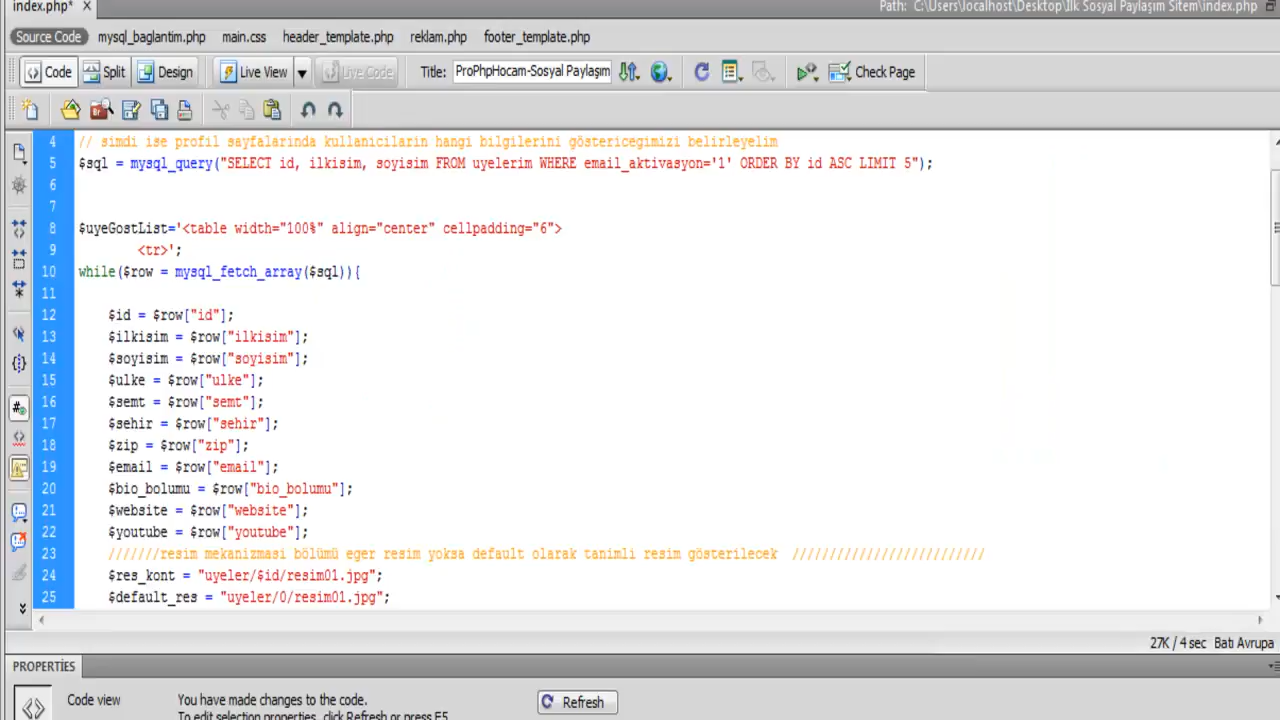 index.php*
Path: C:\Users\localhost\Desktop\Ilk Sosyal Paylaşım Sitem\index.php
Source Code mysql_baglantim.php main.css header_template.php reklam.php footer_template.php
Code Split Design Live View Live Code Title: ProPhpHocam-Sosyal Paylaşım Check Page
4 // simdi ise profil sayfalarinda kullanicilarin hangi bilgilerini göstericegimizi belirleyelim
5 $sql = mysql_query("SELECT id, ilkisim, soyisim FROM uyelerim WHERE email_aktivasyon='1' ORDER BY id ASC LIMIT 5");
6
7
8 $uyeGostList='<table width="100%" align="center" cellpadding="6">
9 <tr>';
10 while($row = mysql_fetch_array($sql)){
11
12 $id = $row["id"];
13 $ilkisim = $row["ilkisim"];
14 $soyisim = $row["soyisim"];
15 $ulke = $row["ulke"];
16 $semt = $row["semt"];
17 $sehir = $row["sehir"];
18 $zip = $row["zip"];
19 $email = $row["email"];
20 $bio_bolumu = $row["bio_bolumu"];
21 $website = $row["website"];
22 $youtube = $row["youtube"];
23 ///////resim mekanizmasi bölümü eger resim yoksa default olarak tanimli resim gösterilecek //////////////////////////
24 $res_kont = "uyeler/$id/resim01.jpg";
25 $default_res = "uyeler/0/resim01.jpg";
27K / 4 sec Batı Avrupa
PROPERTİES
Code view You have made changes to the code. Refresh
To edit selection properties, click Refresh or press F5.